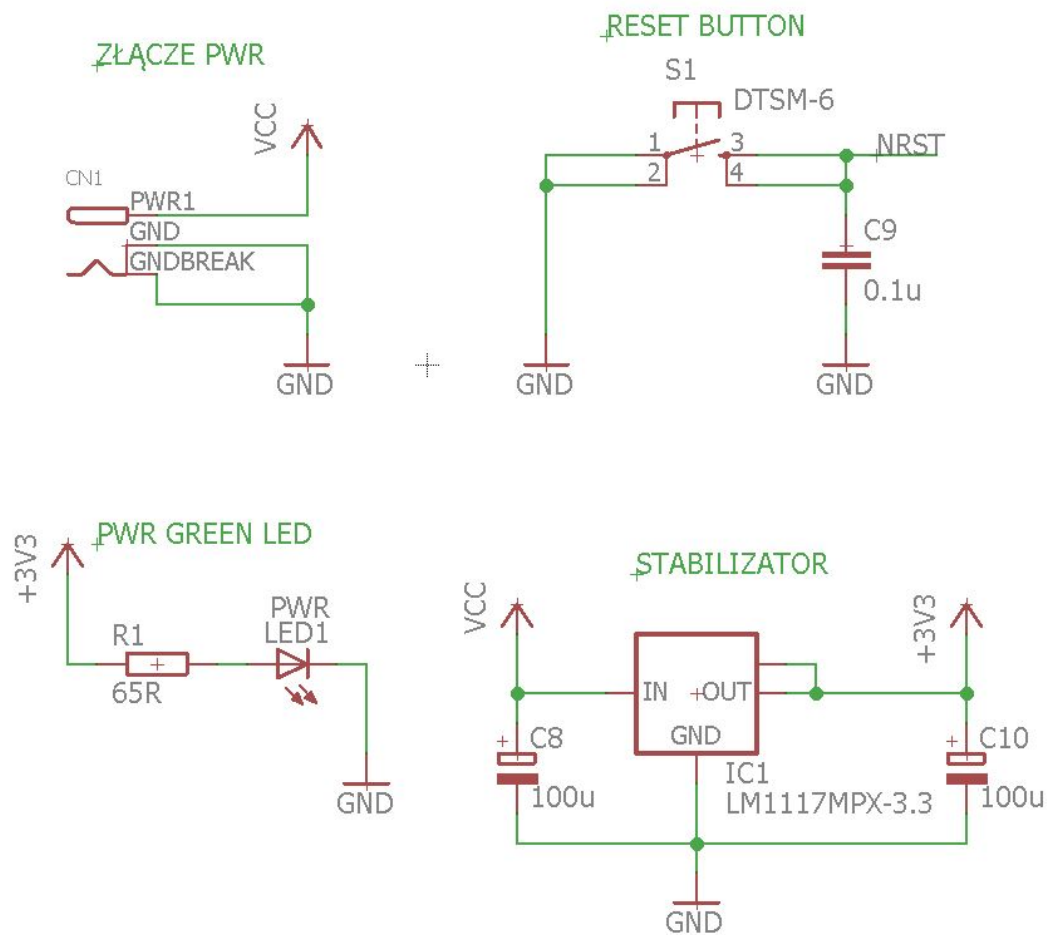 ZŁĄCZE PWR
VCC
CN1
PWR1
GND
GNDBREAK
GND
RESET BUTTON
S1
DTSM-6
1
2
3
4
NRST
C9
0.1u
GND
GND
PWR GREEN LED
+3V3
R1
65R
PWR
LED1
GND
STABILIZATOR
VCC
+3V3
IN
OUT
GND
C8
100u
IC1
LM1117MPX-3.3
C10
100u
GND